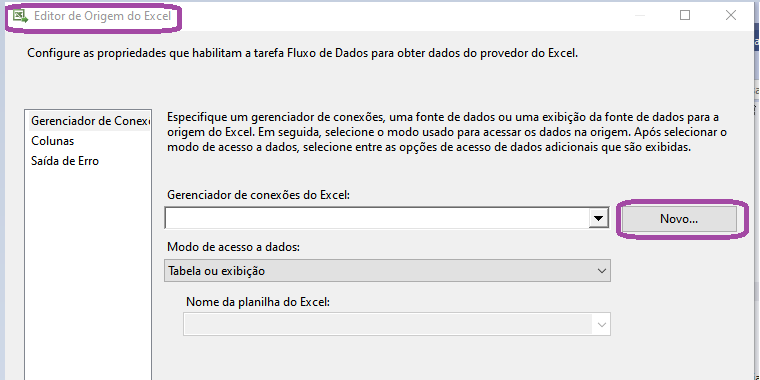 Editor de Origem do Excel
Configure as propriedades que habilitam a tarefa Fluxo de Dados para obter dados do provedor do Excel.
Gerenciador de Conex
Colunas
Saída de Erro
Especifique um gerenciador de conexões, uma fonte de dados ou uma exibição da fonte de dados para a
origem do Excel. Em seguida, selecione o modo usado para acessar os dados na origem. Após selecionar o
modo de acesso a dados, selecione entre as opções de acesso de dados adicionais que são exibidas.
Gerenciador de conexões do Excel:
Novo...
Modo de acesso a dados:
Tabela ou exibição
Nome da planilha do Excel: